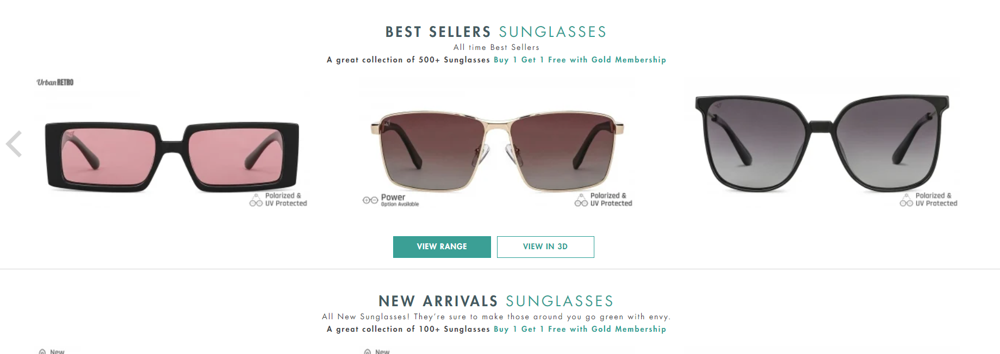 BEST SELLERS SUNGLASSES
All time Best Sellers
A great collection of 500+ Sunglasses Buy 1 Get 1 Free with Gold Membership
Urban RETRO
Polarized &
UV Protected
Power
Option Available
Polarized &
UV Protected
Polarized &
UV Protected
VIEW RANGE
VIEW IN 3D
NEW ARRIVALS SUNGLASSES
All New Sunglasses! They’re sure to make those around you go green with envy.
A great collection of 100+ Sunglasses Buy 1 Get 1 Free with Gold Membership
New
New